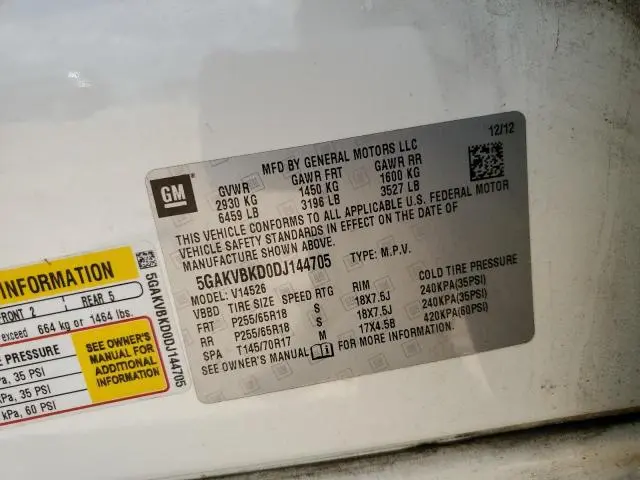 12/12
MFD BY GENERAL MOTORS LLC
GM
GVWR GAWR FRT GAWR RR
2930 KG 1450 KG 1600 KG
6459 LB 3196 LB 3527 LB
THIS VEHICLE CONFORMS TO ALL APPLICABLE U.S. FEDERAL MOTOR
VEHICLE SAFETY STANDARDS IN EFFECT ON THE DATE OF
MANUFACTURE SHOWN ABOVE.
5GAKVBKD0DJ144705 TYPE: M.P.V.
MODEL: V14526
VBBD TIRE SIZE SPEED RTG RIM COLD TIRE PRESSURE
FRT P255/65R18 S 18X7.5J 240KPA(35PSI)
RR P255/65R18 S 18X7.5J 240KPA(35PSI)
SPA T145/70R17 M 17X4.5B 420KPA(60PSI)
SEE OWNER'S MANUAL
INFORMATION
FRONT 2 REAR 5
exceed 664 kg or 1464 lbs.
PRESSURE
35 PSI
kPa, 35 PSI
kPa, 60 PSI
SEE OWNER'S
MANUAL FOR
ADDITIONAL
INFORMATION
5GAKVBKD0DJ144705